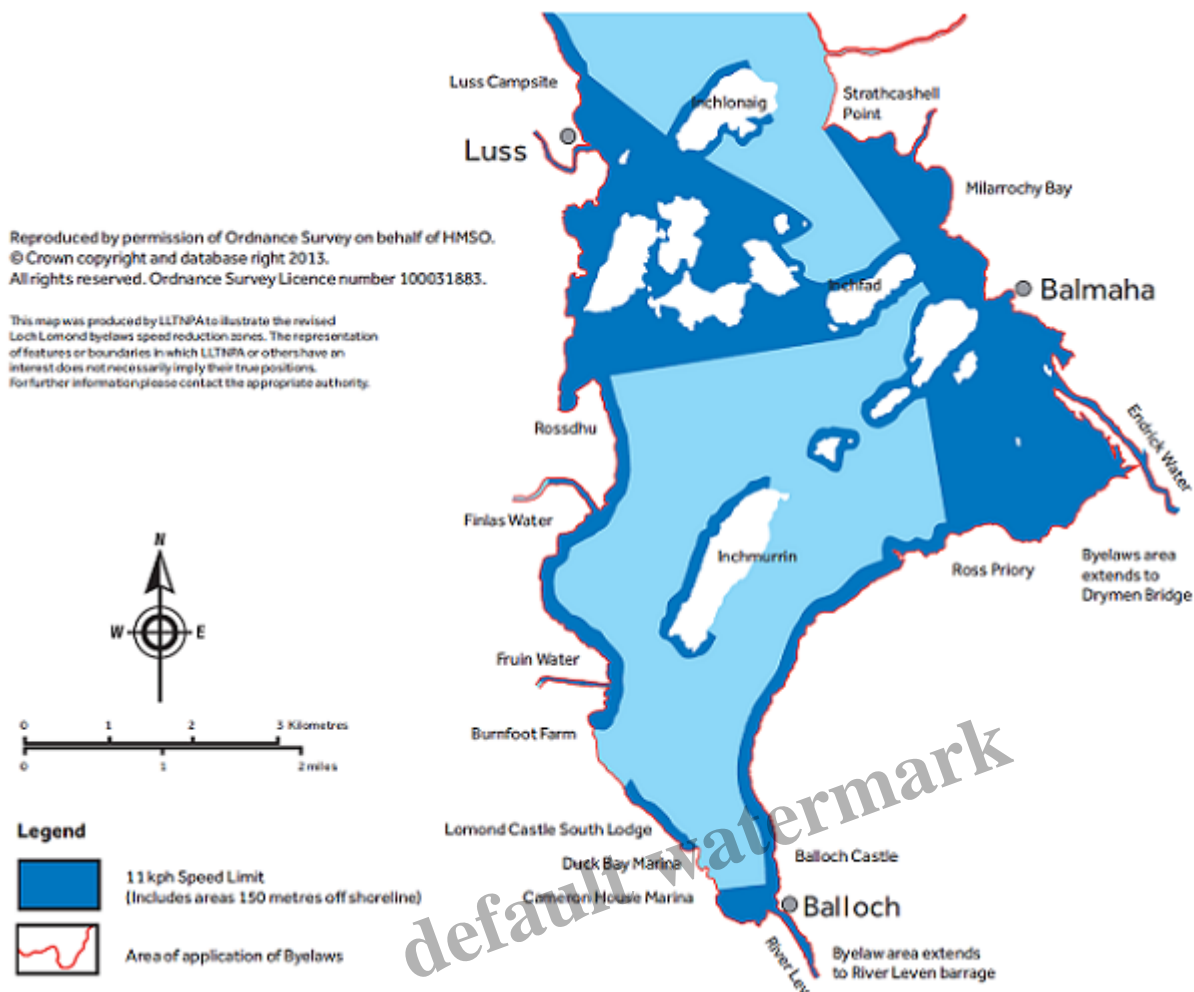 Luss Campsite
Inchlonaig
Strathcashell
Point
Luss
Milarrochy Bay
Reproduced by permission of Ordnance Survey on behalf of HMSO.
© Crown copyright and database right 2013.
All rights reserved. Ordnance Survey Licence number 100031883.
Inchfad
Balmaha
This map was produced by LLTNPA to illustrate the revised
Loch Lomond byelaws speed reduction zones. The representation
of features or boundaries in which LLTNPA or others have an
interest does not necessarily imply their true positions.
For further information please contact the appropriate authority.
Rossdhu
Endrick Water
Finlas Water
N
W E
S
Inchmurrin
Ross Priory
Byelaws area
extends to
Drymen Bridge
Fruin Water
0 1 2 3 Kilometres
0 1 2 miles
Burnfoot Farm
Legend
11 kph Speed Limit
(Includes areas 150 metres off shoreline)
Area of application of Byelaws
Lomond Castle South Lodge
Duck Bay Marina
Cameron House Marina
Balloch Castle
Balloch
River Lev
Byelaw area extends
to River Leven barrage
default watermark